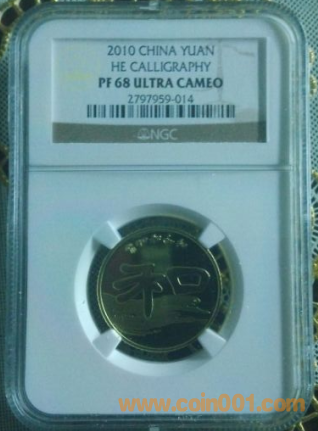 2010 CHINA YUAN
HE CALLIGRAPHY
PF 68 ULTRA CAMEO
2797959-014
NGC
和
www.coin001.com